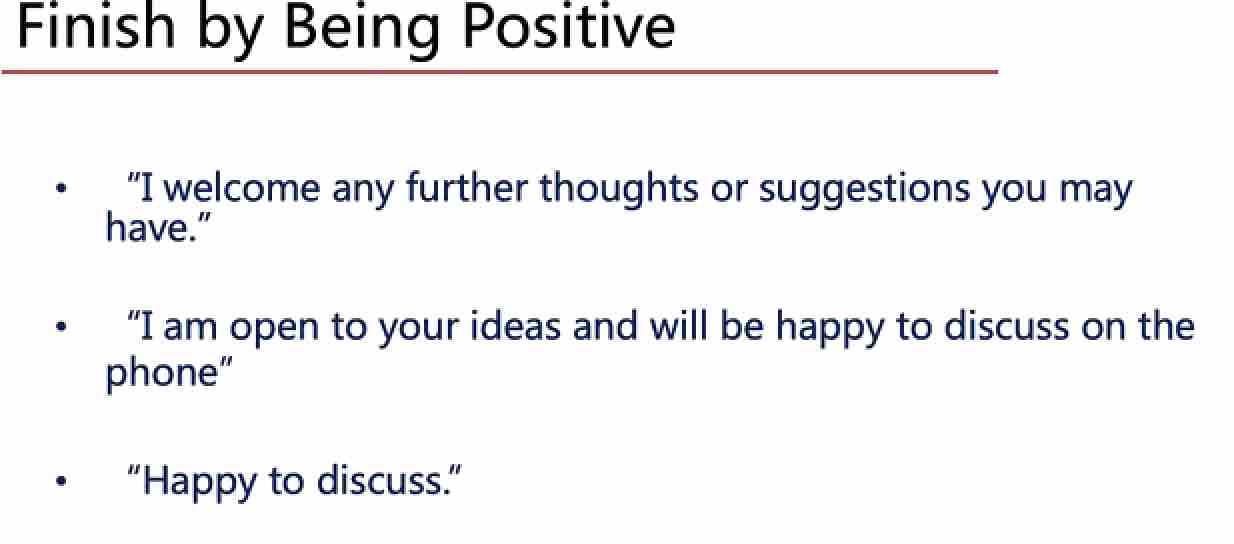 Finish by Being Positive
• "I welcome any further thoughts or suggestions you may
have."
• "I am open to your ideas and will be happy to discuss on the
phone"
• "Happy to discuss."